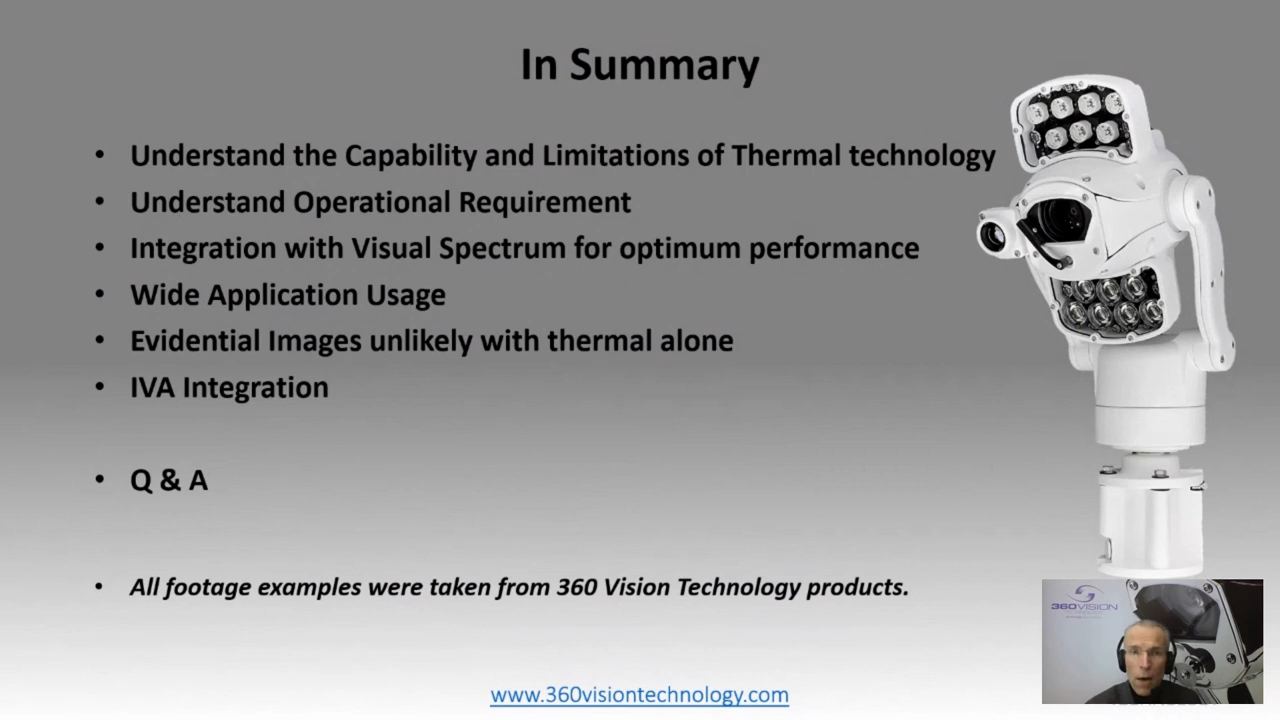 In Summary
• Understand the Capability and Limitations of Thermal technology
• Understand Operational Requirement
• Integration with Visual Spectrum for optimum performance
• Wide Application Usage
• Evidential Images unlikely with thermal alone
• IVA Integration
• Q & A
• All footage examples were taken from 360 Vision Technology products.
360VISION
www.360visiontechnology.com